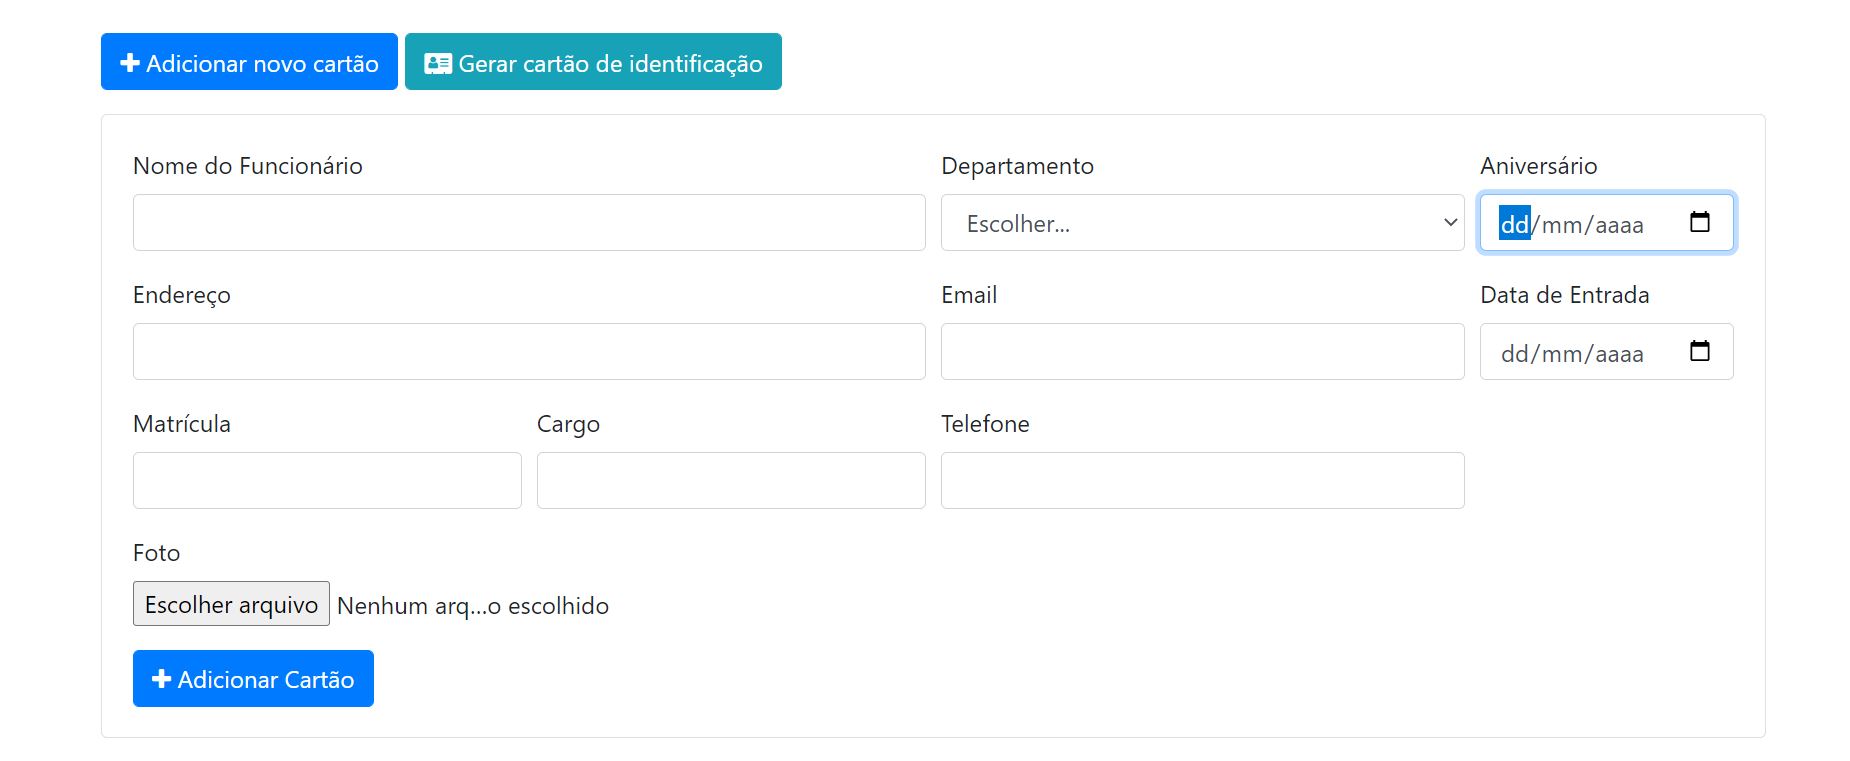 Adicionar novo cartão
Gerar cartão de identificação
Nome do Funcionário
Departamento
Aniversário
Escolher...
dd/mm/aaaa
Endereço
Email
Data de Entrada
dd/mm/aaaa
Matrícula
Cargo
Telefone
Foto
Escolher arquivo
Nenhum arq...o escolhido
Adicionar Cartão